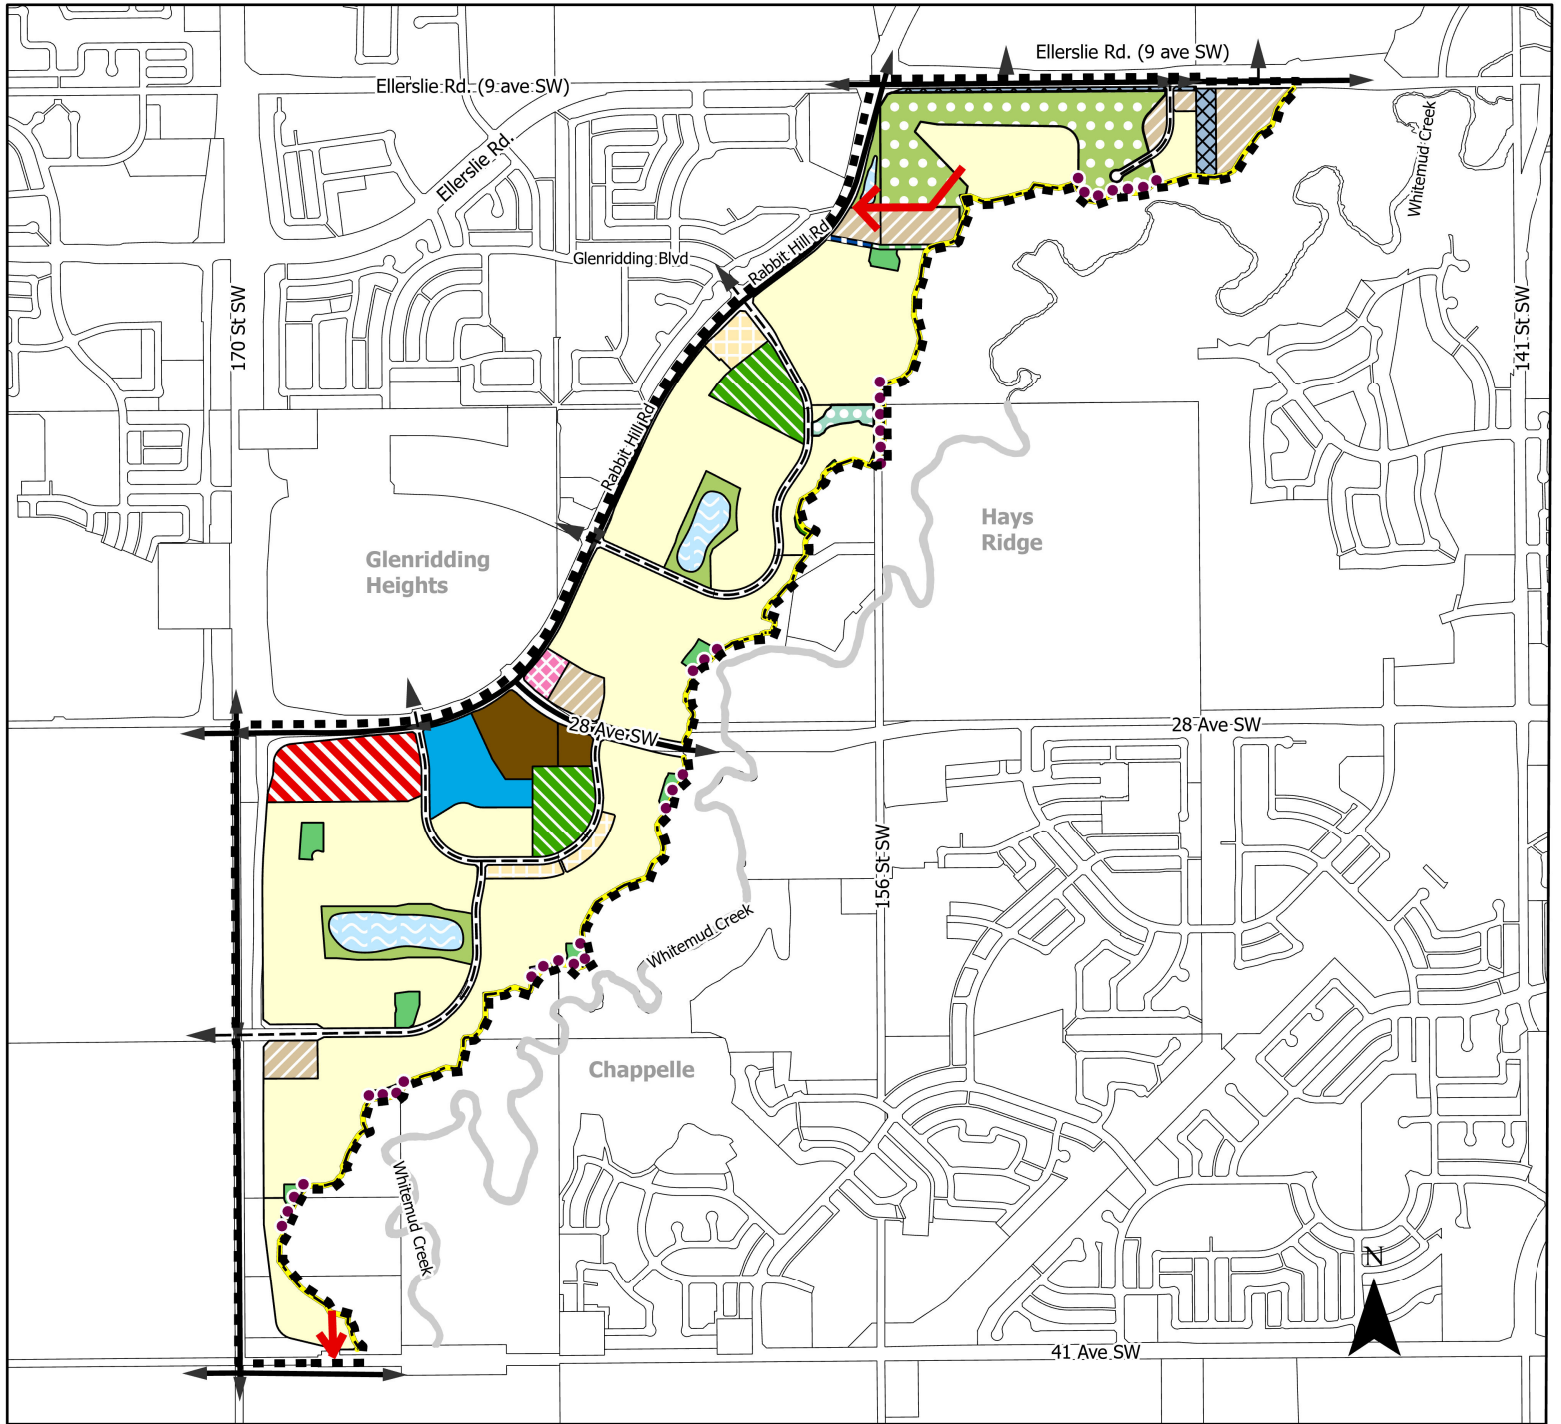 Ellerslie Rd. (9 ave SW)
Ellerslie Rd. (9 ave SW)
Ellerslie Rd.
Whitemud Creek
Rabbit Hill Rd
Glenridding Blvd
170 St SW
141 St SW
Rabbit Hill Rd
Hays
Ridge
Glenridding
Heights
28 Ave SW
28 Ave SW
156 St SW
Whitemud Creek
Chappelle
Whitemud Creek
N
41 Ave SW